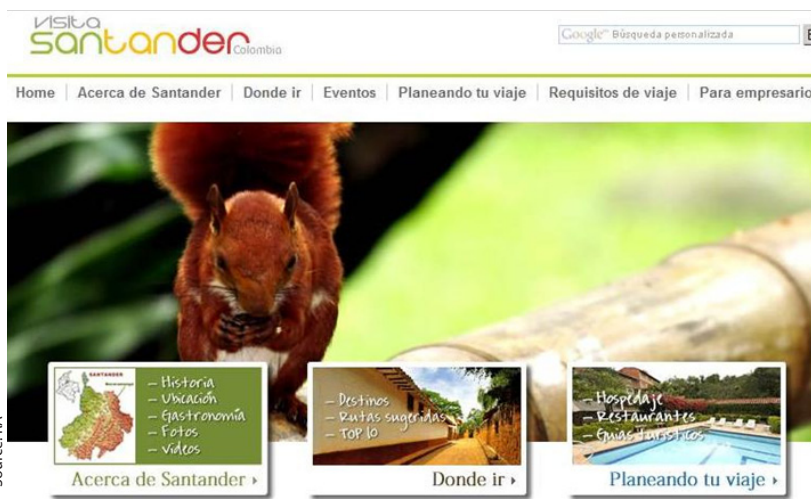 visita
santander
Colombia
Google™ Búsqueda personalizada
Home | Acerca de Santander | Donde ir | Eventos | Planeando tu viaje | Requisitos de viaje | Para empresario
SANTANDER
– Historia
– Ubicación
– Gastronomía
– Fotos
– Videos
Acerca de Santander ›
– Destinos
– Rutas sugeridas
– TOP 10
Donde ir ›
– Hospedaje
– Restaurantes
– Guías turísticos
Planeando tu viaje ›